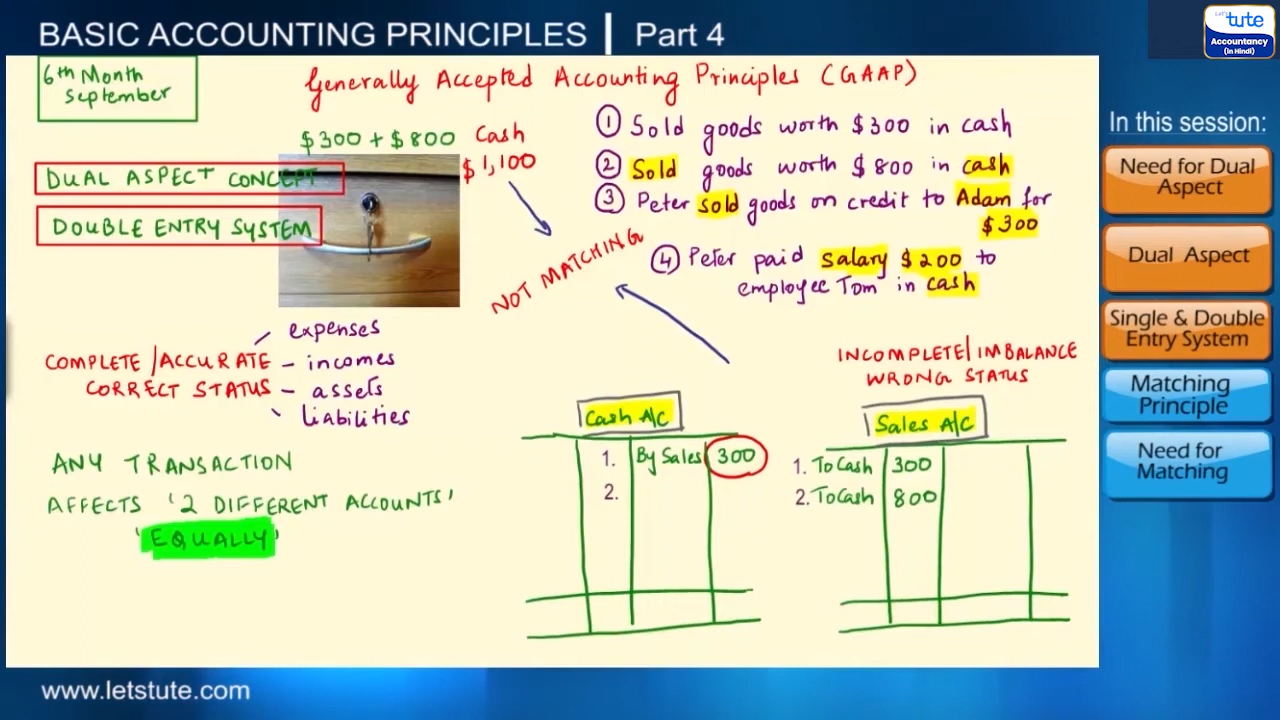 BASIC ACCOUNTING PRINCIPLES | Part 4
Let's
tute
Accountancy
(in Hindi)
6th Month
September
Generally Accepted Accounting Principles (GAAP)
$300 + $800
Cash
$1,100
DUAL ASPECT CONCEPT
DOUBLE ENTRY SYSTEM
NOT MATCHING
① Sold goods worth $300 in cash
② Sold goods worth $800 in cash
③ Peter sold goods on credit to Adam for
$300
④ Peter paid salary $200 to
employee Tom in cash
COMPLETE/ACCURATE
CORRECT STATUS
expenses
incomes
assets
liabilities
INCOMPLETE/IMBALANCE
WRONG STATUS
ANY TRANSACTION
AFFECTS '2 DIFFERENT ACCOUNTS'
'EQUALLY'
Cash A/C
1. By Sales 300
2.
Sales A/C
1. To Cash 300
2. To Cash 800
In this session:
Need for Dual
Aspect
Dual Aspect
Single & Double
Entry System
Matching
Principle
Need for
Matching
www.letstute.com